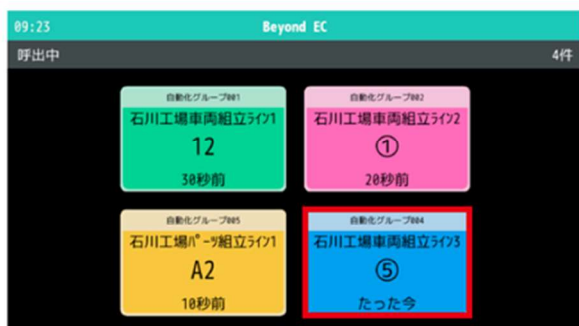 09:23 Beyond EC
呼出中 4件
自動化グループ001
石川工場車両組立ライン1
12
30秒前
自動化グループ002
石川工場車両組立ライン2
①
20秒前
自動化グループ005
石川工場パーツ組立ライン1
A2
10秒前
自動化グループ004
石川工場車両組立ライン3
⑤
たった今